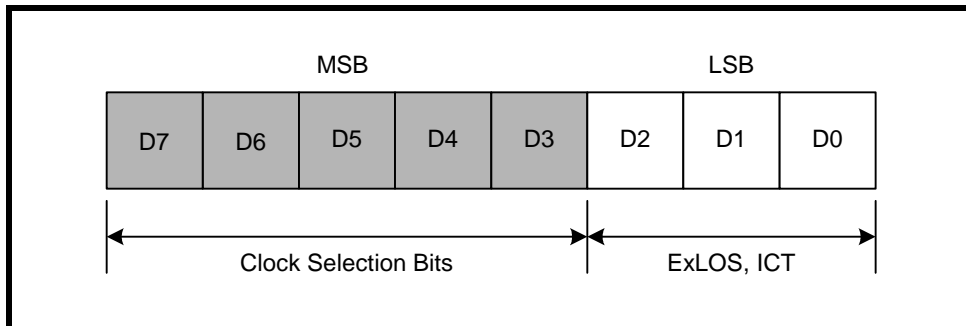 MSB LSB
D7 D6 D5 D4 D3 D2 D1 D0
Clock Selection Bits ExLOS, ICT